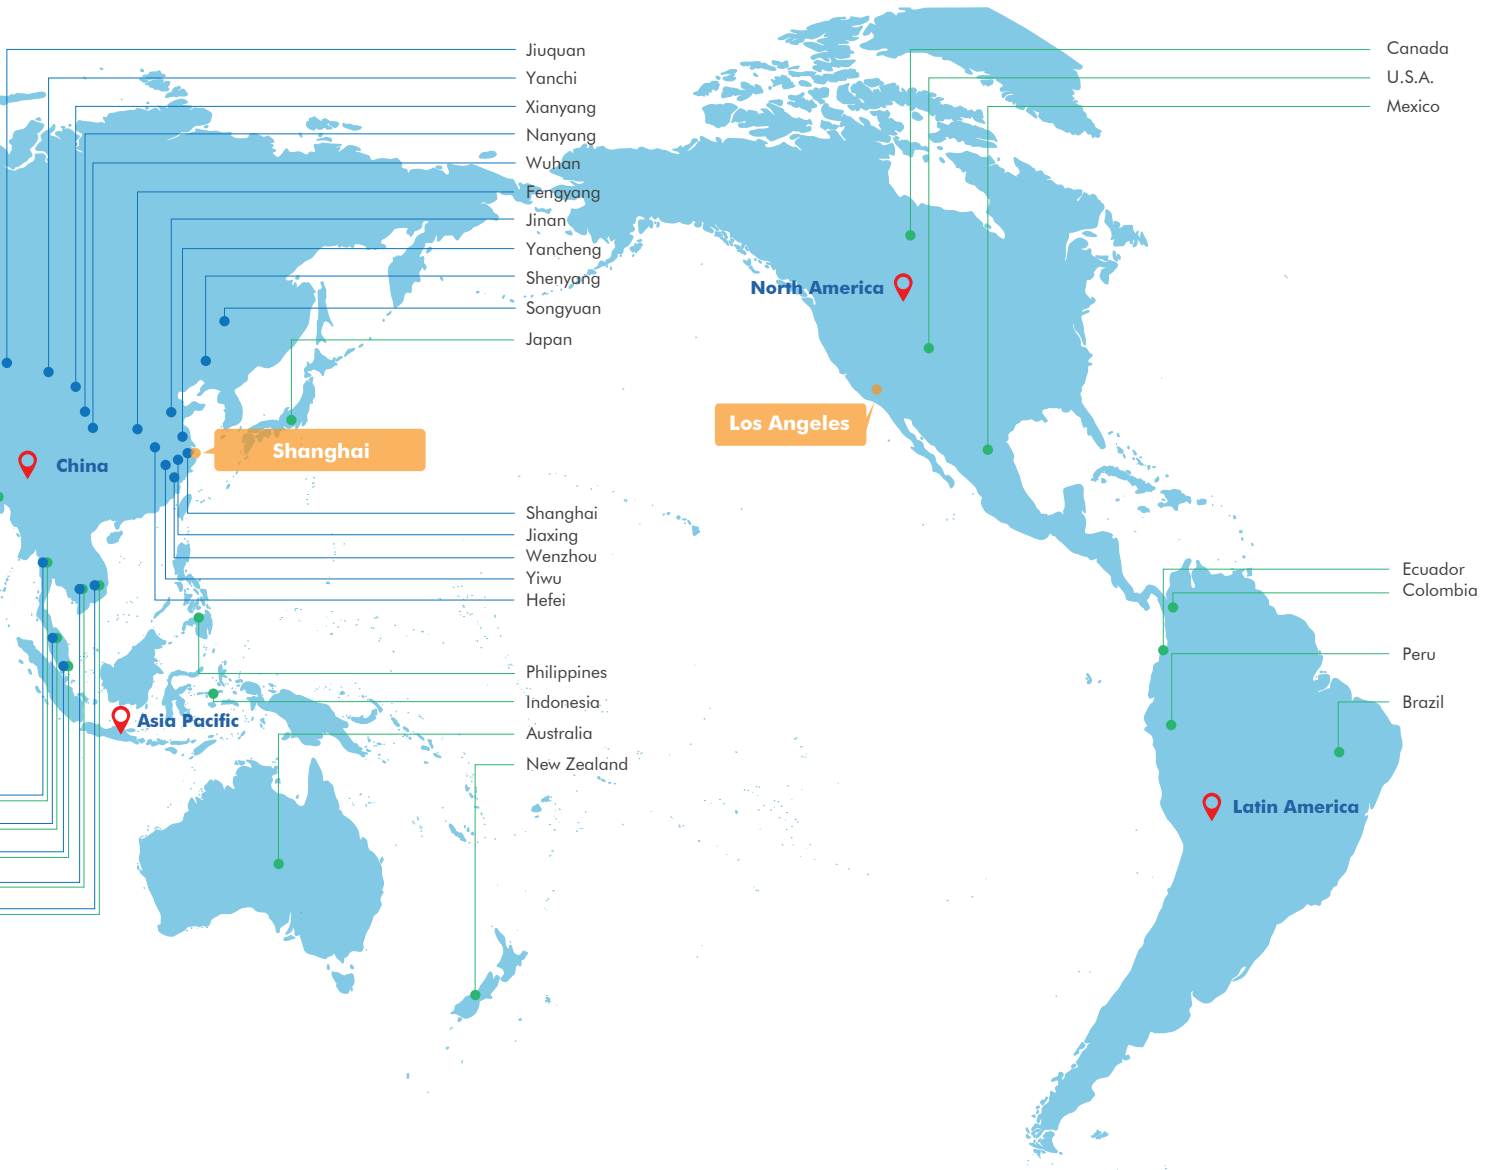 Jiuquan
Yanchi
Xianyang
Nanyang
Wuhan
Fengyang
Jinan
Yancheng
Shenyang
Songyuan
Japan
Shanghai
China
Shanghai
Jiaxing
Wenzhou
Yiwu
Hefei
Philippines
Indonesia
Asia Pacific
Australia
New Zealand
Canada
U.S.A.
Mexico
North America
Los Angeles
Ecuador
Colombia
Peru
Brazil
Latin America